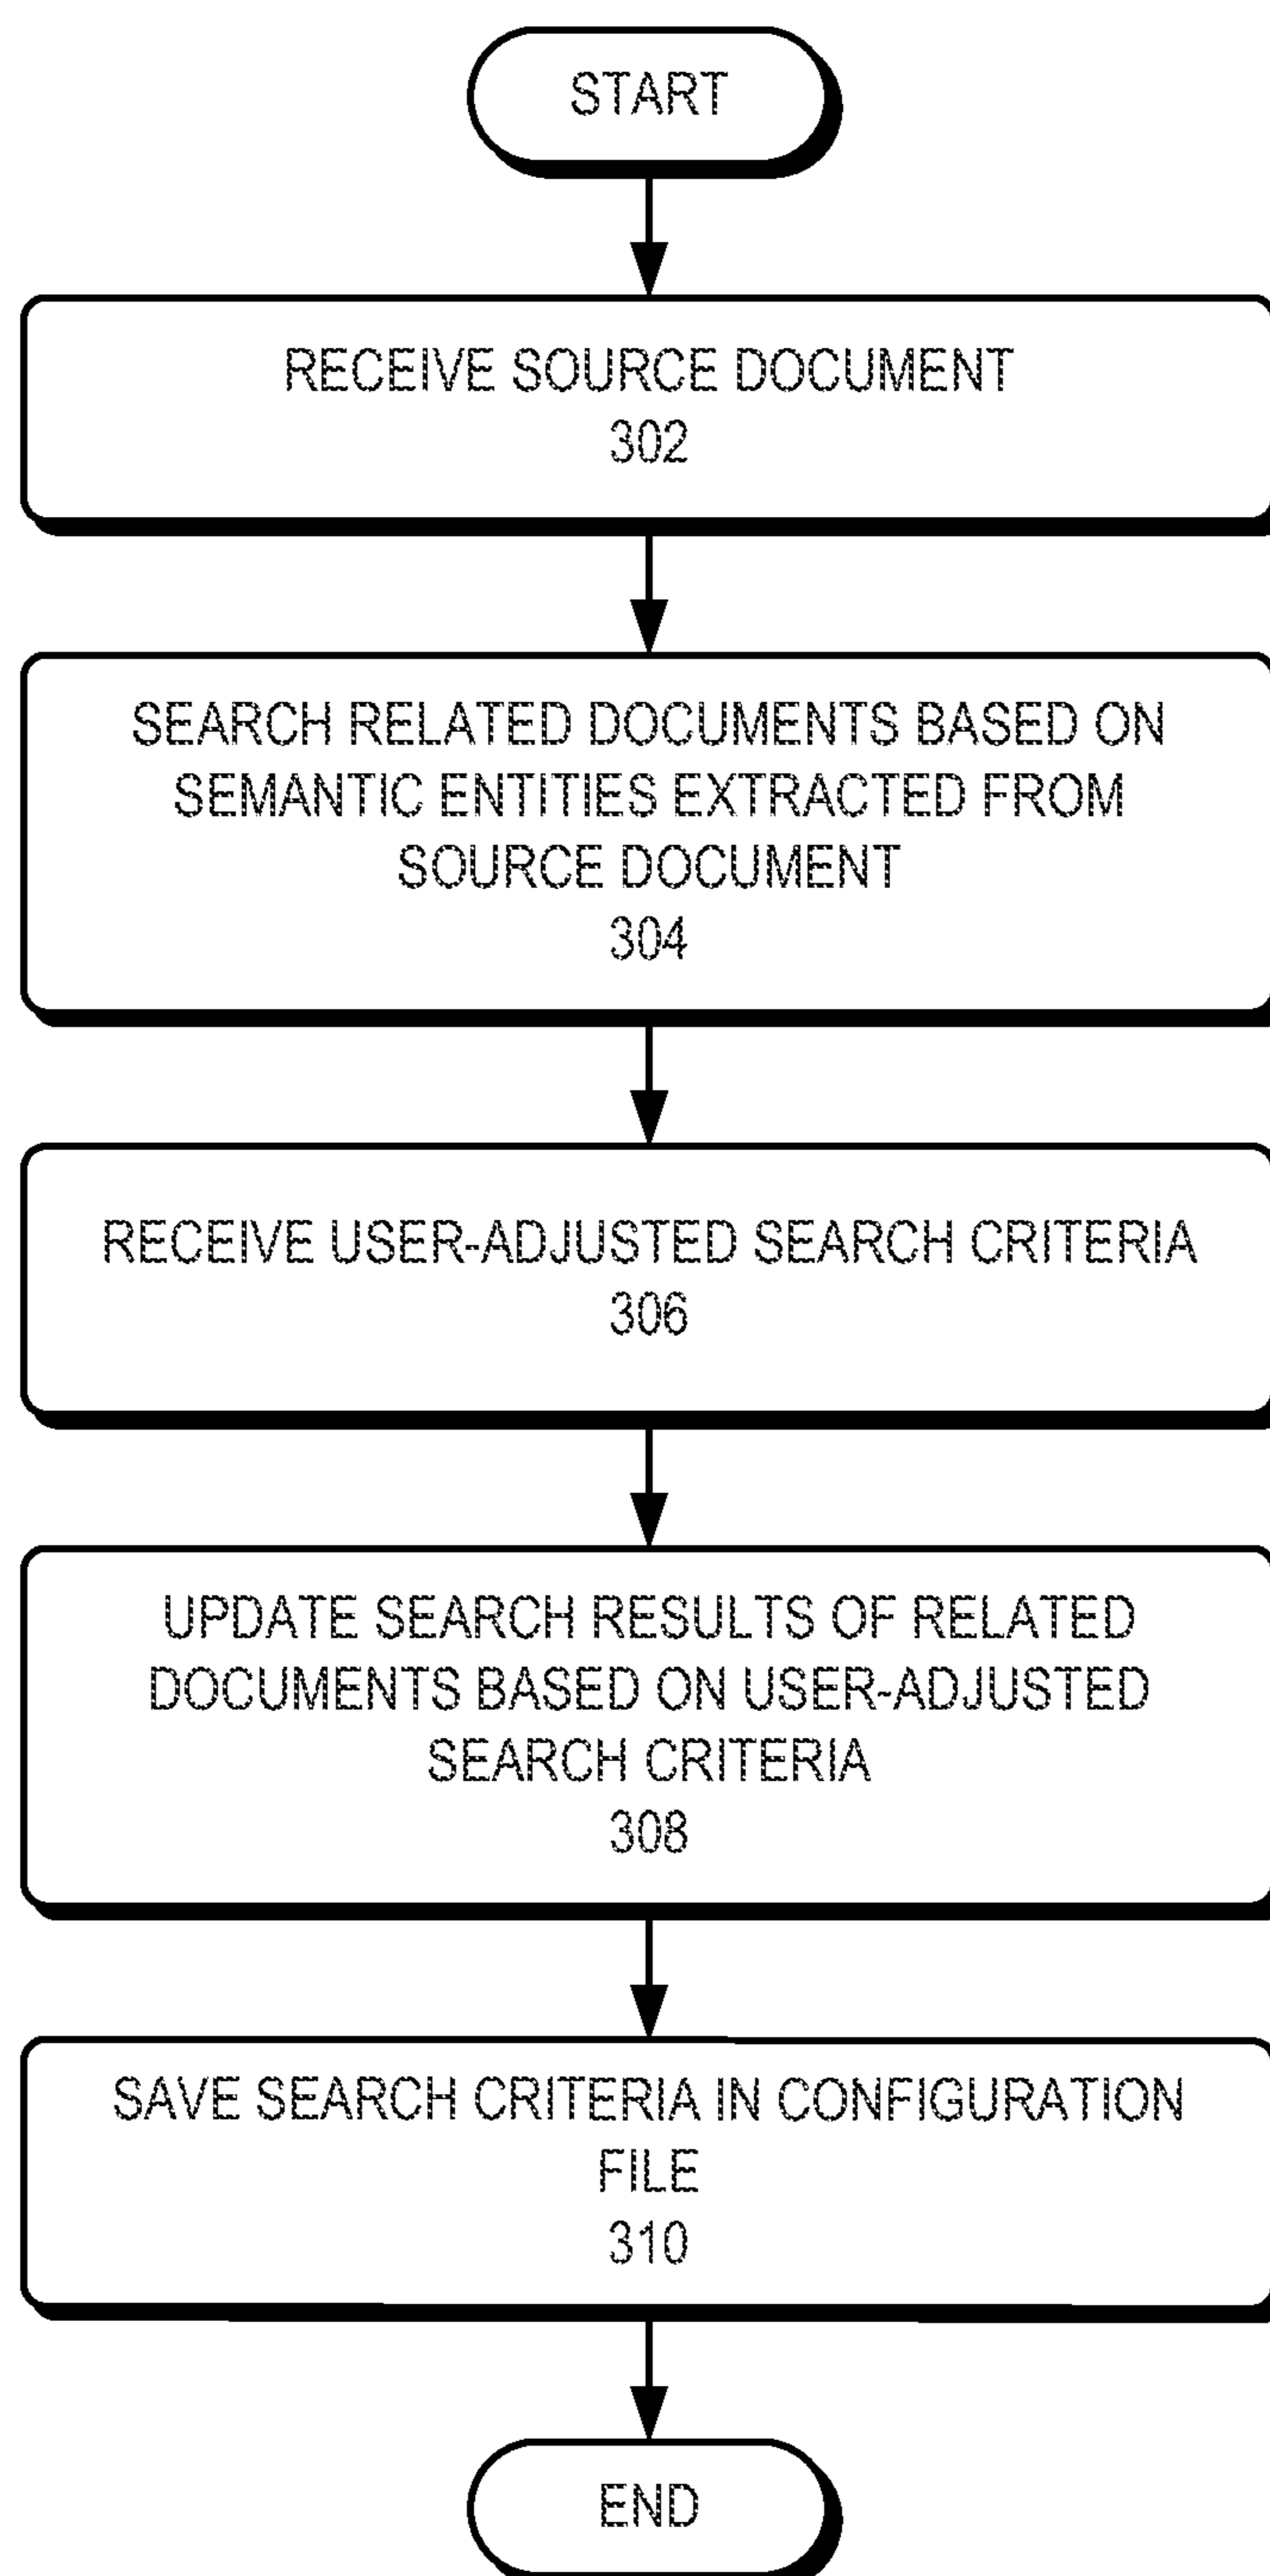 START
RECEIVE SOURCE DOCUMENT
302
SEARCH RELATED DOCUMENTS BASED ON
SEMANTIC ENTITIES EXTRACTED FROM
SOURCE DOCUMENT
304
RECEIVE USER-ADJUSTED SEARCH CRITERIA
306
UPDATE SEARCH RESULTS OF RELATED
DOCUMENTS BASED ON USER-ADJUSTED
SEARCH CRITERIA
308
SAVE SEARCH CRITERIA IN CONFIGURATION
FILE
310
END